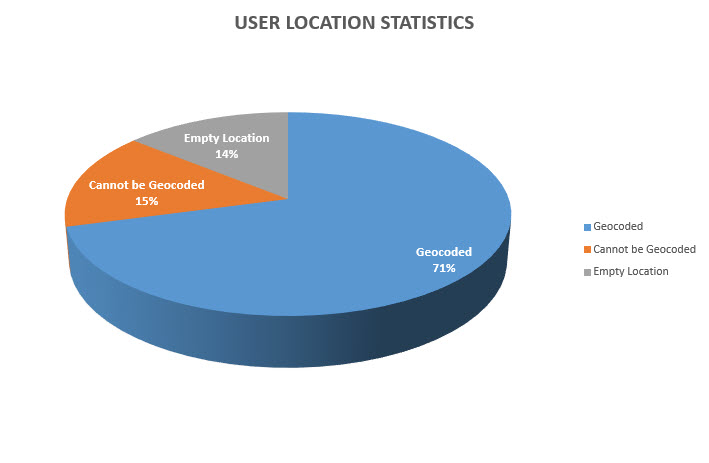 USER LOCATION STATISTICS
Empty Location
14%
Cannot be Geocoded
15%
Geocoded
71%
Geocoded
Cannot be Geocoded
Empty Location